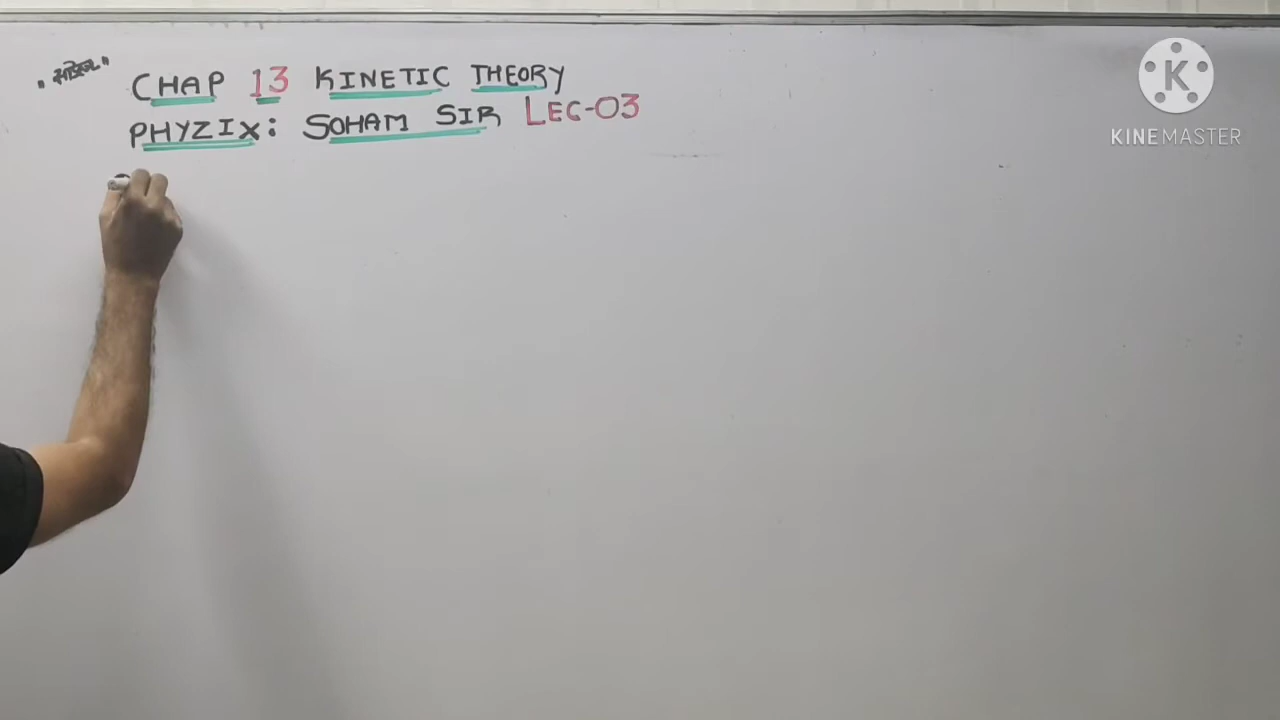 CHAP 13 KINETIC THEORY
PHYZIX: SOHAM SIR LEC-03
K
KINEMASTER